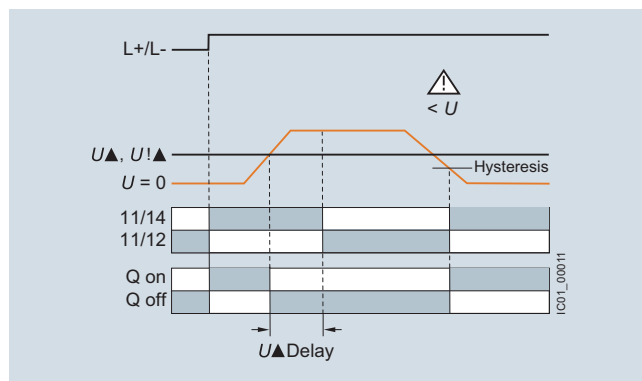 L+/L-
< U
U▲, U!▲
Hysteresis
U = 0
11/14
11/12
Q on
Q off
U▲Delay
IC01_00011